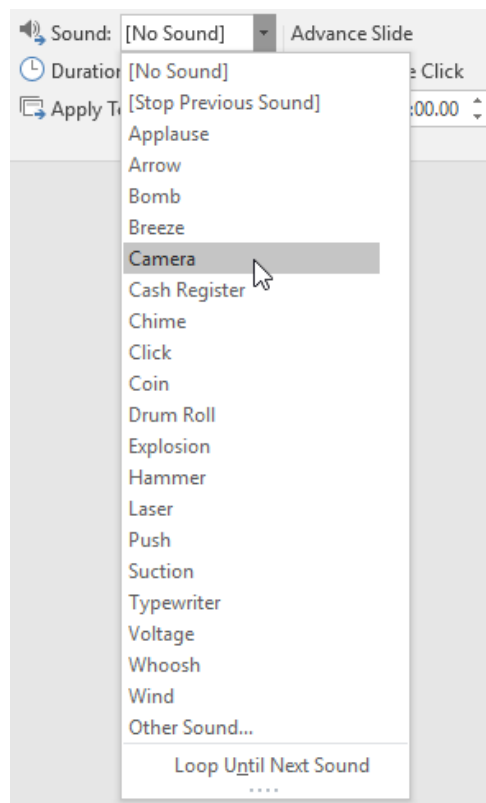 Sound: [No Sound] Advance Slide
[No Sound]
[Stop Previous Sound]
Applause
Arrow
Bomb
Breeze
Camera
Cash Register
Chime
Click
Coin
Drum Roll
Explosion
Hammer
Laser
Push
Suction
Typewriter
Voltage
Whoosh
Wind
Other Sound...
Loop Until Next Sound
Duration
Click
Apply
:00.00